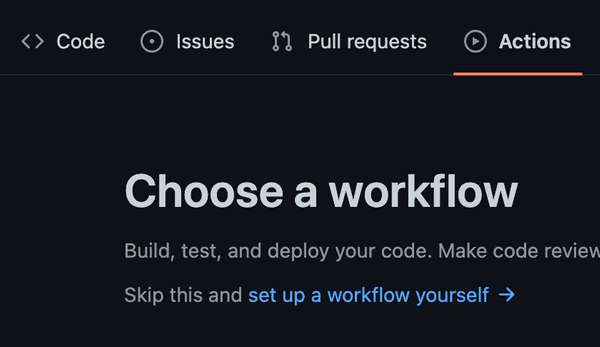 Code Issues Pull requests Actions
Choose a workflow
Build, test, and deploy your code. Make code review
Skip this and set up a workflow yourself →